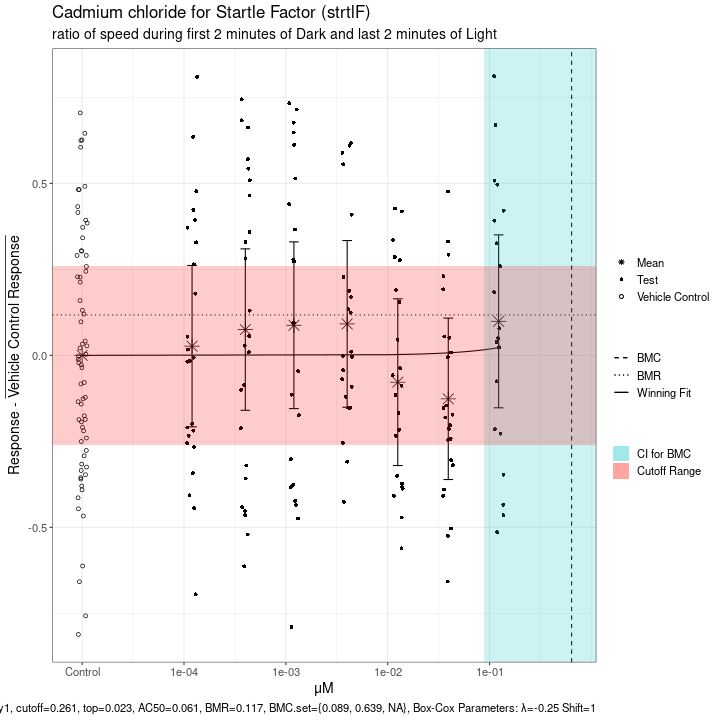 Cadmium chloride for Startle Factor (strtlF)
ratio of speed during first 2 minutes of Dark and last 2 minutes of Light
Response - Vehicle Control Response
0.5
0.0
-0.5
Control
1e-04
1e-03
1e-02
1e-01
μM
Mean
Test
Vehicle Control
BMC
BMR
Winning Fit
CI for BMC
Cutoff Range
y1, cutoff=0.261, top=0.023, AC50=0.061, BMR=0.117, BMC.set={0.089, 0.639, NA}, Box-Cox Parameters: λ=-0.25 Shift=1